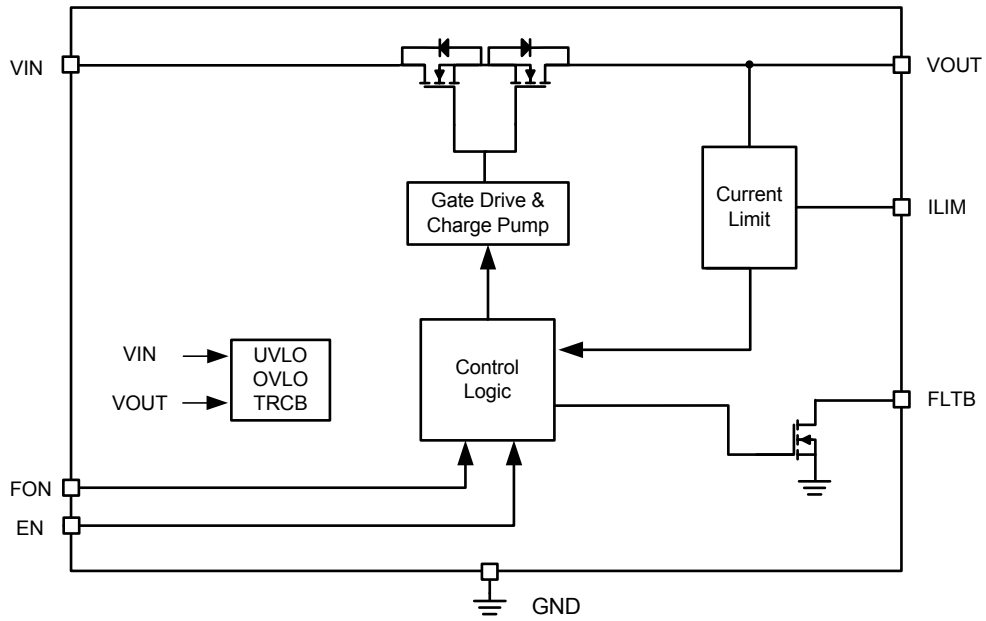 VIN
VOUT
Gate Drive &
Charge Pump
Current
Limit
ILIM
VIN
VOUT
UVLO
OVLO
TRCB
Control
Logic
FLTB
FON
EN
GND